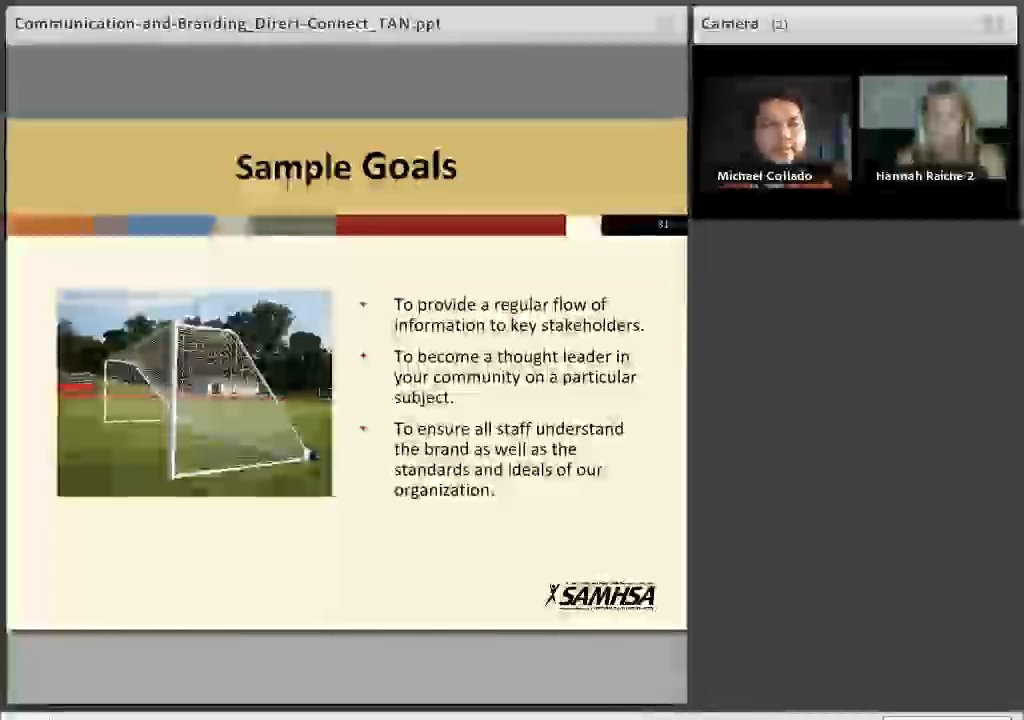 Communication-and-Branding_Direct-Connect_TAN.ppt
Camera (2)
Michael Collado
Hannah Raiche 2
Sample Goals
31
• To provide a regular flow of
information to key stakeholders.
• To become a thought leader in
your community on a particular
subject.
• To ensure all staff understand
the brand as well as the
standards and ideals of our
organization.
SAMHSA